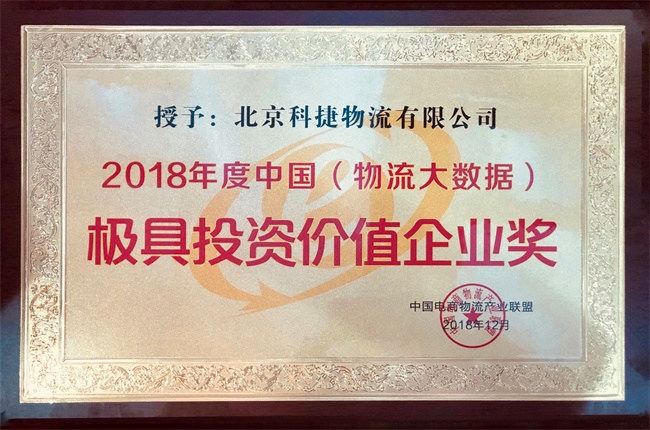 授予：北京科捷物流有限公司
2018年度中国（物流大数据）
极具投资价值企业奖
中国电商物流产业联盟
2018年12月